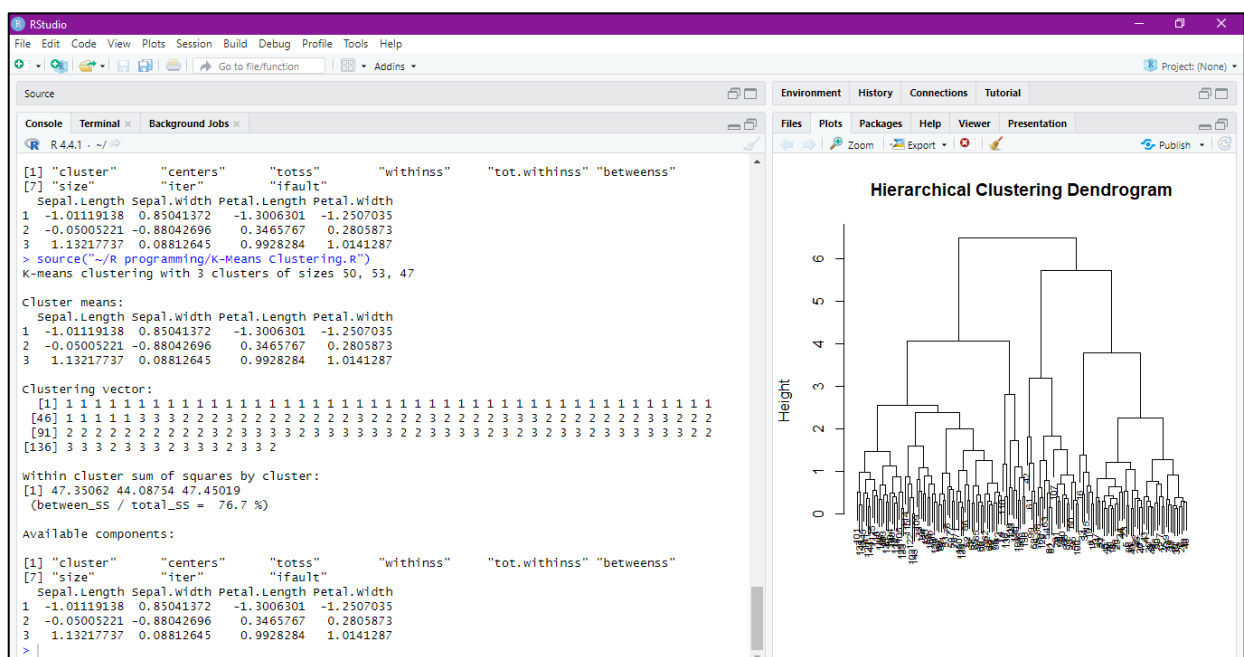 RStudio
File Edit Code View Plots Session Build Debug Profile Tools Help
Go to file/function Addins Project: (None)
Source
Console Terminal Background Jobs
R 4.4.1 · ~/
[1] "cluster" "centers" "totss" "withinss" "tot.withinss" "betweenss"
[7] "size" "iter" "ifault"
Sepal.Length Sepal.Width Petal.Length Petal.Width
1 -1.01119138 0.85041372 -1.3006301 -1.2507035
2 -0.05005221 -0.88042696 0.3465767 0.2805873
3 1.13217737 0.08812645 0.9928284 1.0141287
> source("~/R programming/K-Means Clustering.R")
K-means clustering with 3 clusters of sizes 50, 53, 47
Cluster means:
Sepal.Length Sepal.Width Petal.Length Petal.Width
1 -1.01119138 0.85041372 -1.3006301 -1.2507035
2 -0.05005221 -0.88042696 0.3465767 0.2805873
3 1.13217737 0.08812645 0.9928284 1.0141287
Clustering vector:
[1] 1 1 1 1 1 1 1 1 1 1 1 1 1 1 1 1 1 1 1 1 1 1 1 1 1 1 1 1 1 1 1 1 1 1 1 1 1 1 1 1 1 1 1 1 1
[46] 1 1 1 1 1 3 3 3 2 2 2 3 2 2 2 2 2 2 2 2 3 2 2 2 2 3 2 2 2 2 3 3 3 2 2 2 2 2 2 2 3 3 2 2 2
[91] 2 2 2 2 2 2 2 2 2 2 3 2 3 3 3 3 2 3 3 3 3 3 3 2 2 3 3 3 3 2 3 2 3 2 3 3 2 3 3 3 3 3 3 2 2
[136] 3 3 3 2 3 3 3 2 3 3 3 2 3 3 2
Within cluster sum of squares by cluster:
[1] 47.35062 44.08754 47.45019
(between_SS / total_SS = 76.7 %)
Available components:
[1] "cluster" "centers" "totss" "withinss" "tot.withinss" "betweenss"
[7] "size" "iter" "ifault"
Sepal.Length Sepal.Width Petal.Length Petal.Width
1 -1.01119138 0.85041372 -1.3006301 -1.2507035
2 -0.05005221 -0.88042696 0.3465767 0.2805873
3 1.13217737 0.08812645 0.9928284 1.0141287
>
Environment History Connections Tutorial
Files Plots Packages Help Viewer Presentation
Zoom Export Publish
Hierarchical Clustering Dendrogram
Height
6
5
4
3
2
1
0
42
61
107
16